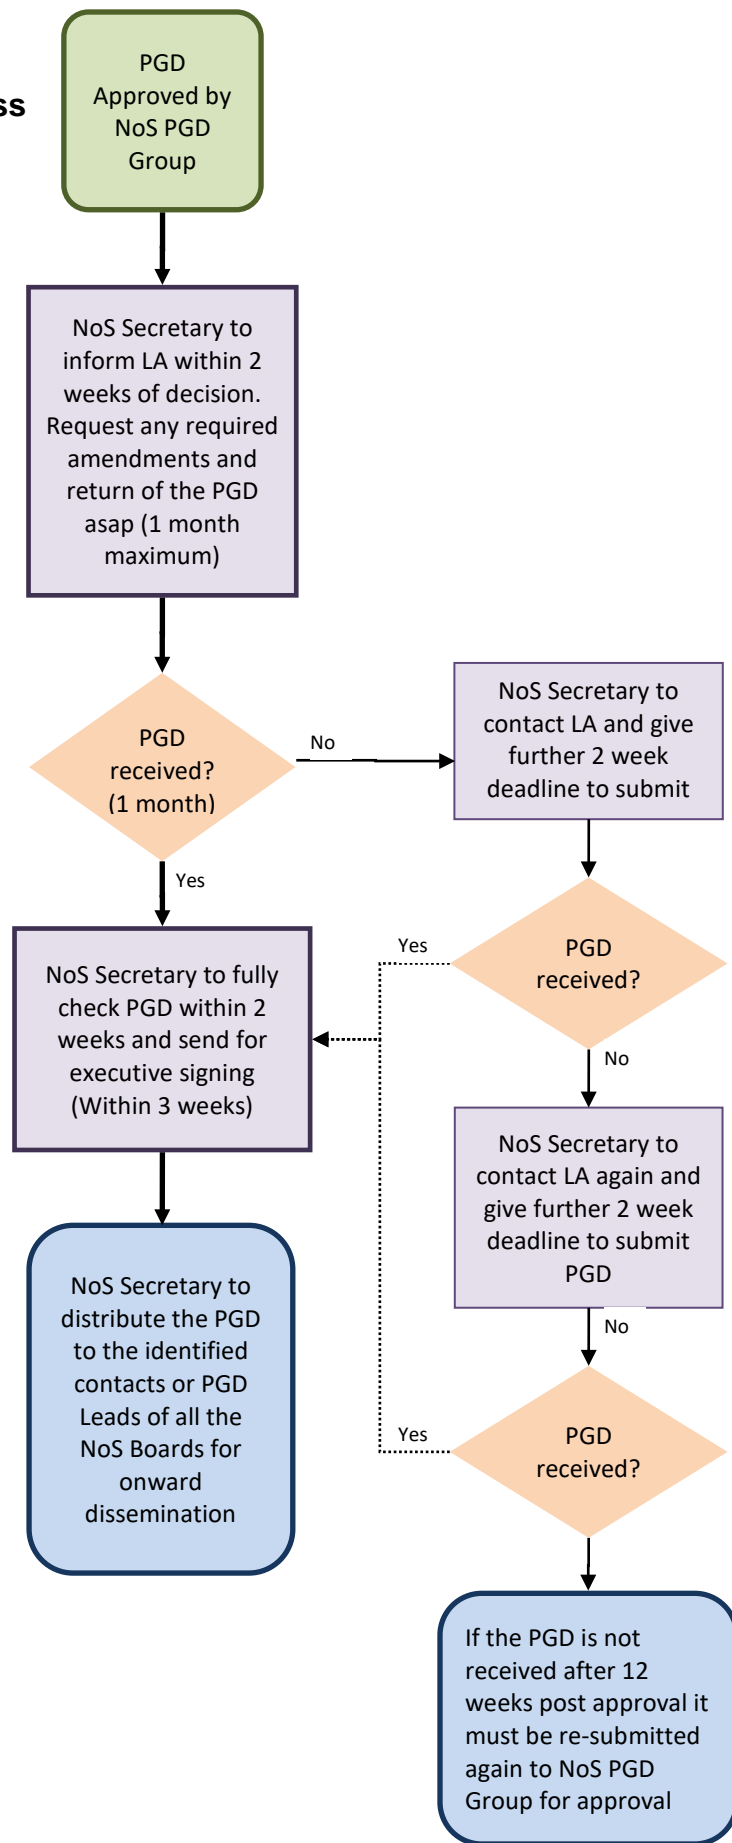 ss
PGD
Approved by
NoS PGD
Group
NoS Secretary to
inform LA within 2
weeks of decision.
Request any required
amendments and
return of the PGD
asap (1 month
maximum)
PGD
received?
(1 month)
No
NoS Secretary to
contact LA and give
further 2 week
deadline to submit
Yes
NoS Secretary to fully
check PGD within 2
weeks and send for
executive signing
(Within 3 weeks)
Yes
PGD
received?
No
NoS Secretary to
contact LA again and
give further 2 week
deadline to submit
PGD
No
NoS Secretary to
distribute the PGD
to the identified
contacts or PGD
Leads of all the
NoS Boards for
onward
dissemination
Yes
PGD
received?
If the PGD is not
received after 12
weeks post approval it
must be re-submitted
again to NoS PGD
Group for approval